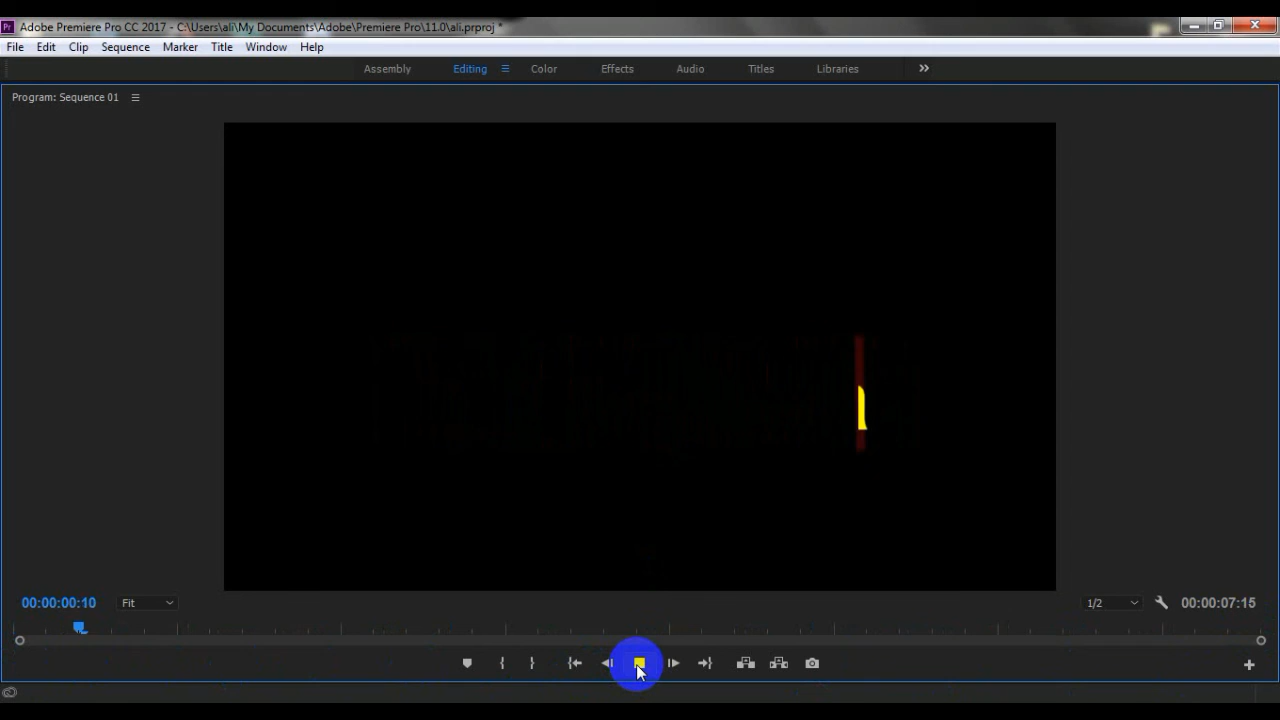 Adobe Premiere Pro CC 2017 - C:\Users\ali\My Documents\Adobe\Premiere Pro\11.0\ali.prproj *
File Edit Clip Sequence Marker Title Window Help
Assembly Editing Color Effects Audio Titles Libraries
Program: Sequence 01
00:00:00:10 Fit 1/2 00:00:07:15